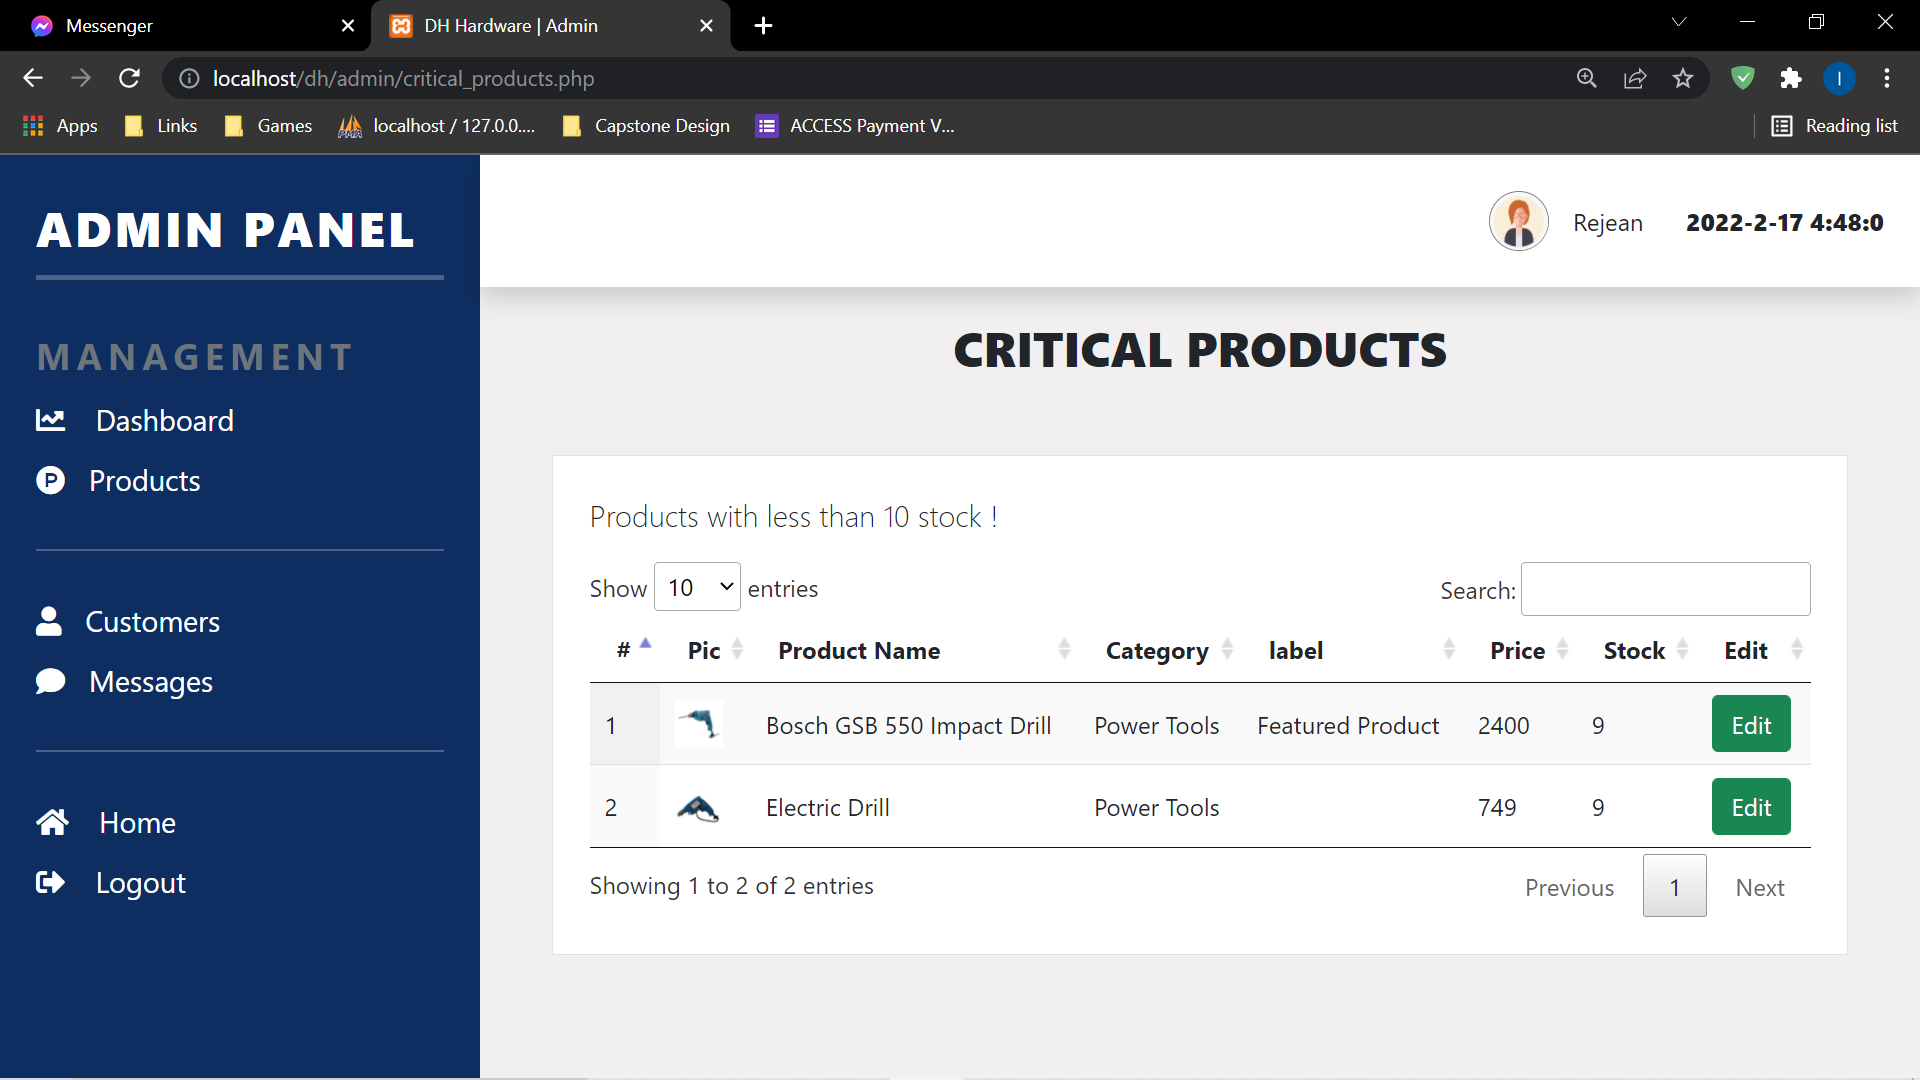 Messenger
DH Hardware | Admin
localhost/dh/admin/critical_products.php
Apps Links Games localhost / 127.0.0.... Capstone Design ACCESS Payment V... Reading list
ADMIN PANEL
Rejean 2022-2-17 4:48:0
MANAGEMENT
Dashboard
Products
Customers
Messages
Home
Logout
CRITICAL PRODUCTS
Products with less than 10 stock !
Show 10 entries Search:
# Pic Product Name Category label Price Stock Edit
1 Bosch GSB 550 Impact Drill Power Tools Featured Product 2400 9 Edit
2 Electric Drill Power Tools 749 9 Edit
Showing 1 to 2 of 2 entries Previous 1 Next